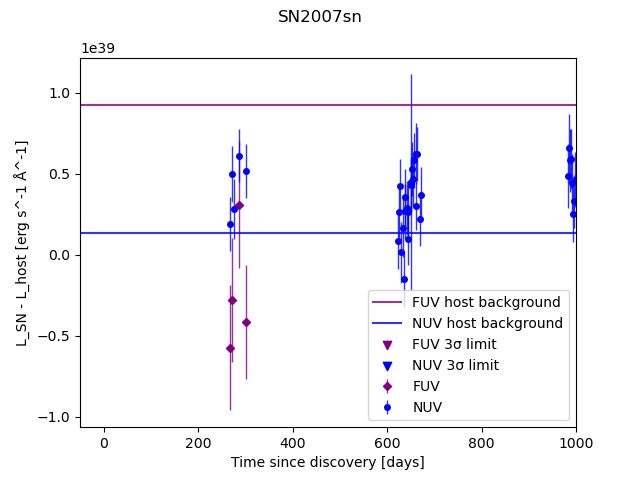 SN2007sn
1e39
1.0
0.5
0.0
−0.5
−1.0
L_SN - L_host [erg s^-1 Å^-1]
FUV host background
NUV host background
FUV 3σ limit
NUV 3σ limit
FUV
NUV
0 200 400 600 800 1000
Time since discovery [days]